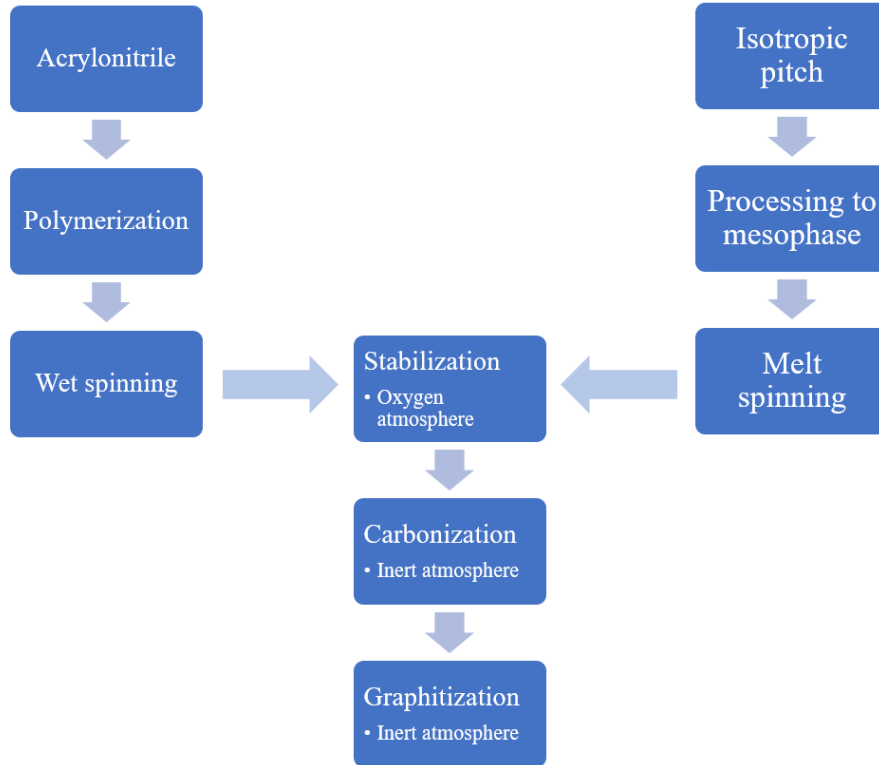 Acrylonitrile
Polymerization
Wet spinning
Isotropic
pitch
Processing to
mesophase
Melt
spinning
Stabilization
• Oxygen
atmosphere
Carbonization
• Inert atmosphere
Graphitization
• Inert atmosphere